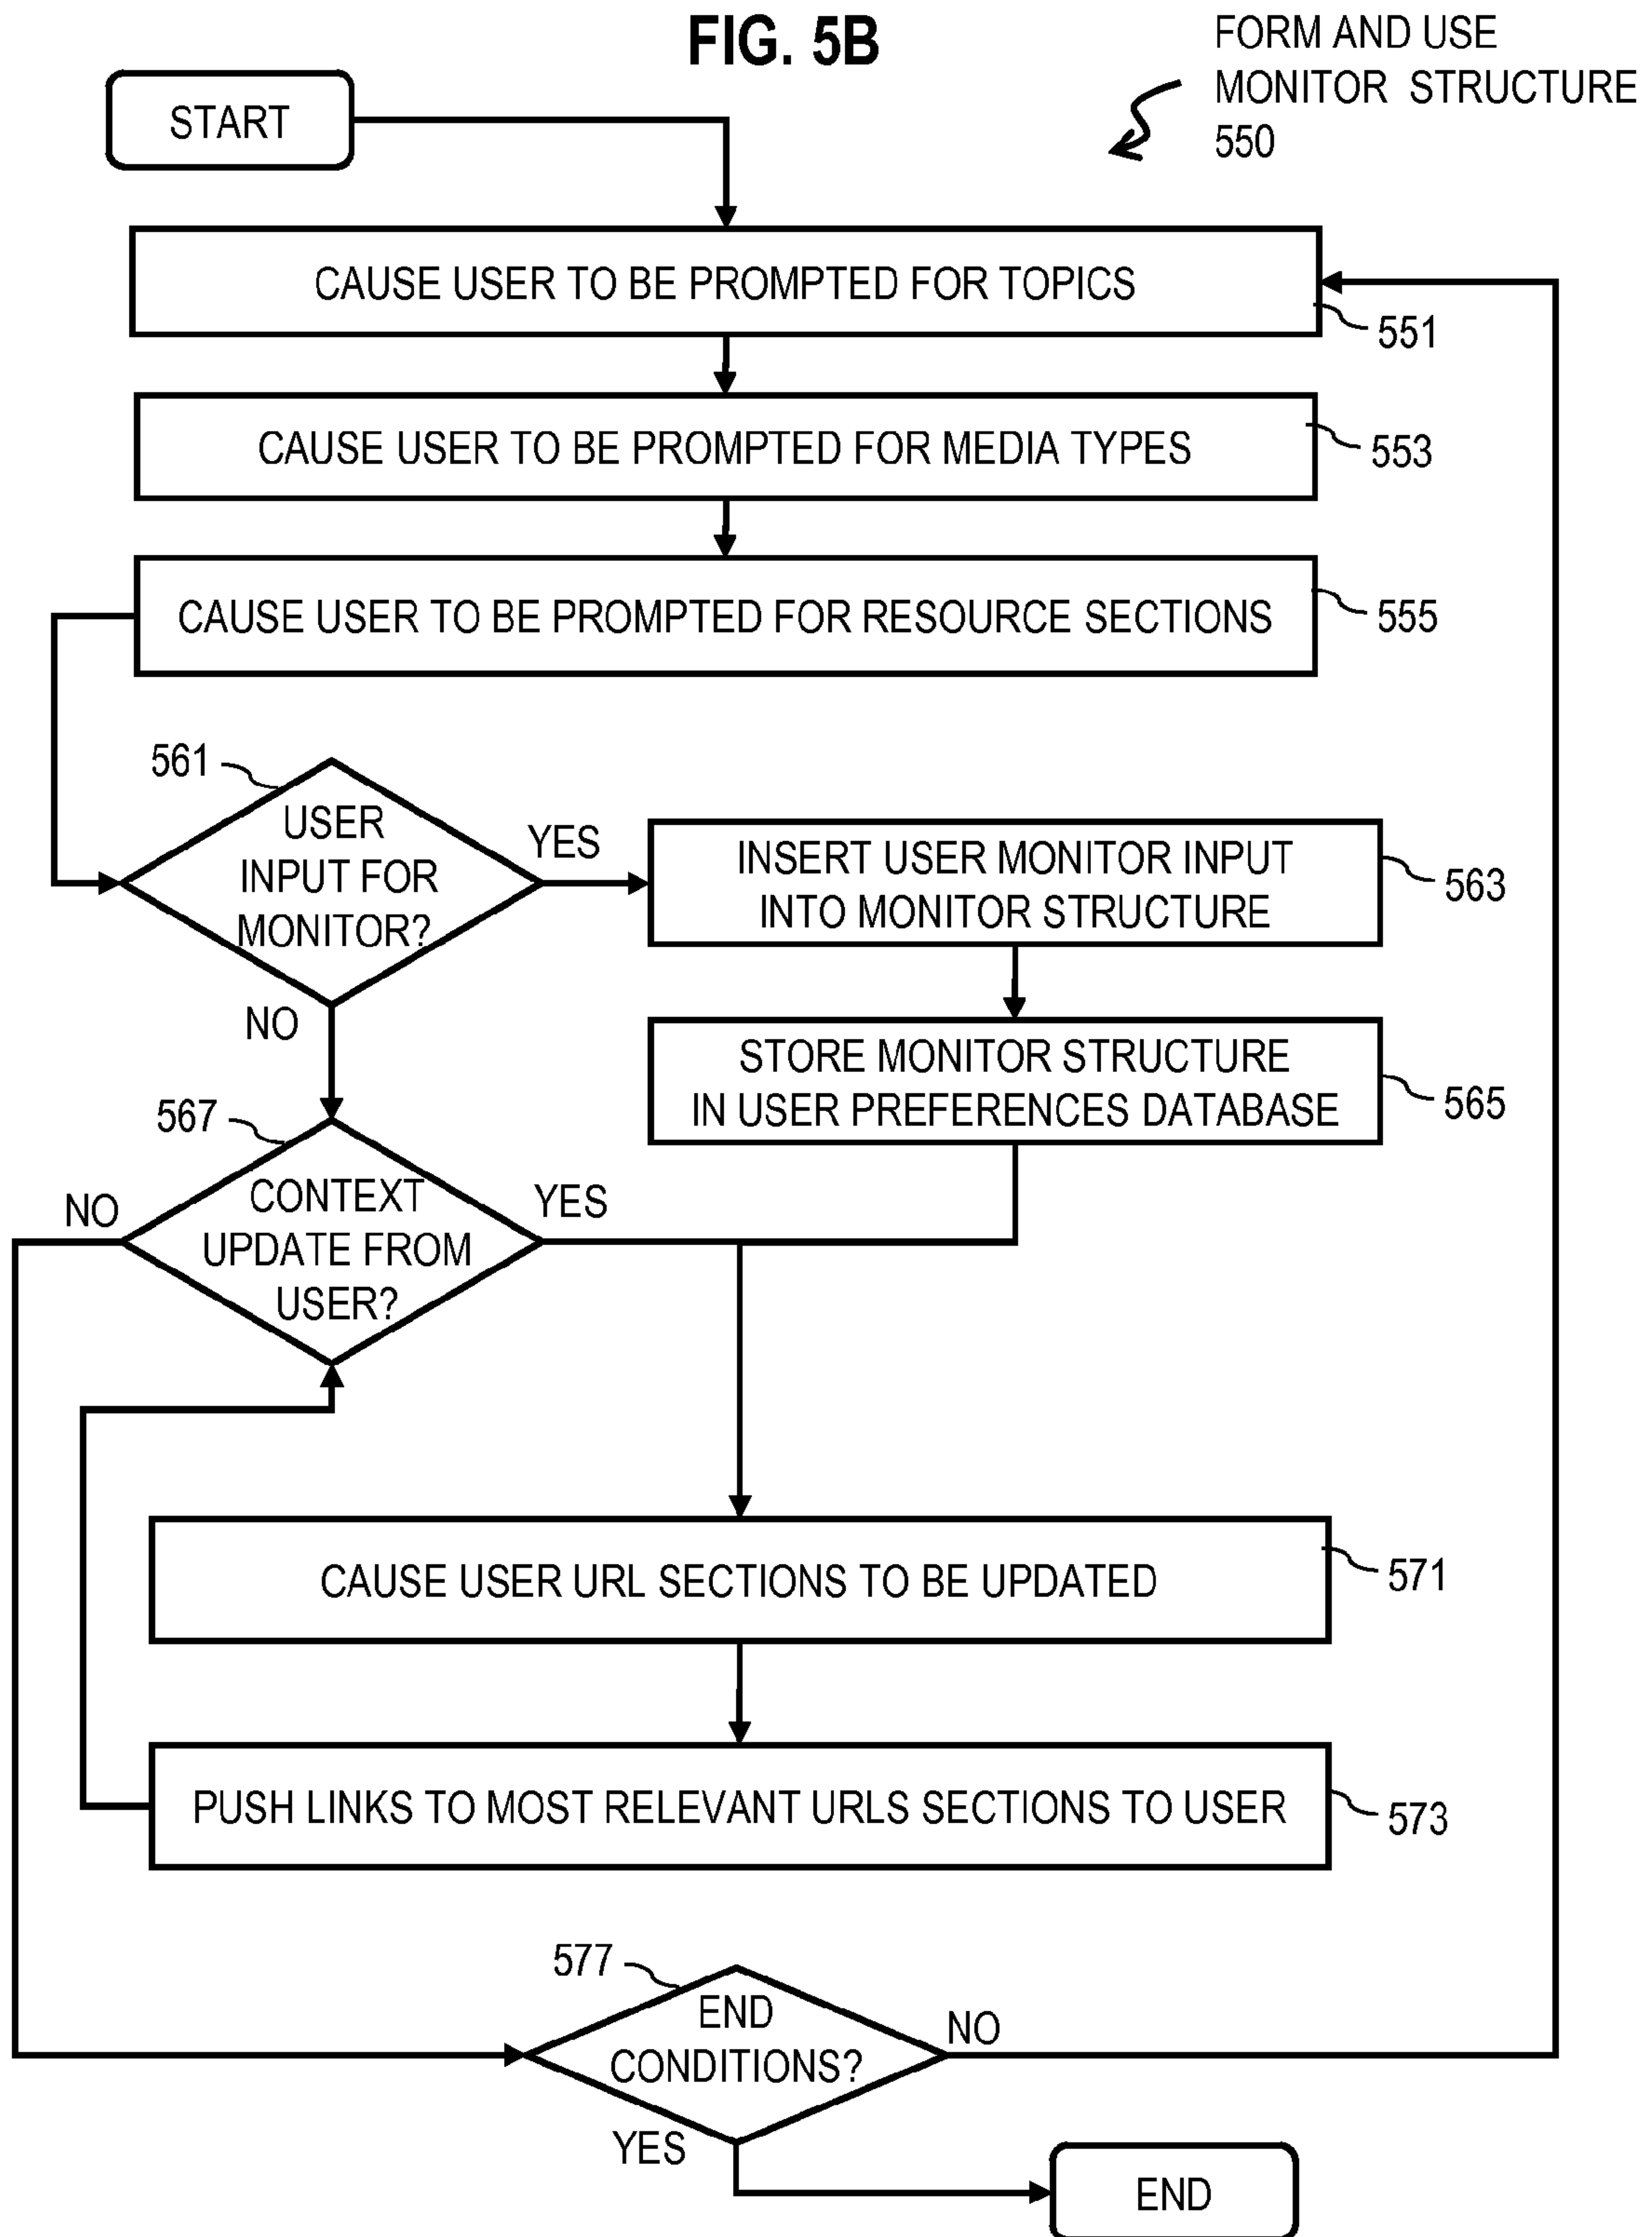 FIG. 5B
FORM AND USE
MONITOR STRUCTURE
550
START
CAUSE USER TO BE PROMPTED FOR TOPICS
551
CAUSE USER TO BE PROMPTED FOR MEDIA TYPES
553
CAUSE USER TO BE PROMPTED FOR RESOURCE SECTIONS
555
561
USER
INPUT FOR
MONITOR?
YES
NO
INSERT USER MONITOR INPUT
INTO MONITOR STRUCTURE
563
STORE MONITOR STRUCTURE
IN USER PREFERENCES DATABASE
565
567
CONTEXT
UPDATE FROM
USER?
NO
YES
CAUSE USER URL SECTIONS TO BE UPDATED
571
PUSH LINKS TO MOST RELEVANT URLS SECTIONS TO USER
573
577
END
CONDITIONS?
NO
YES
END